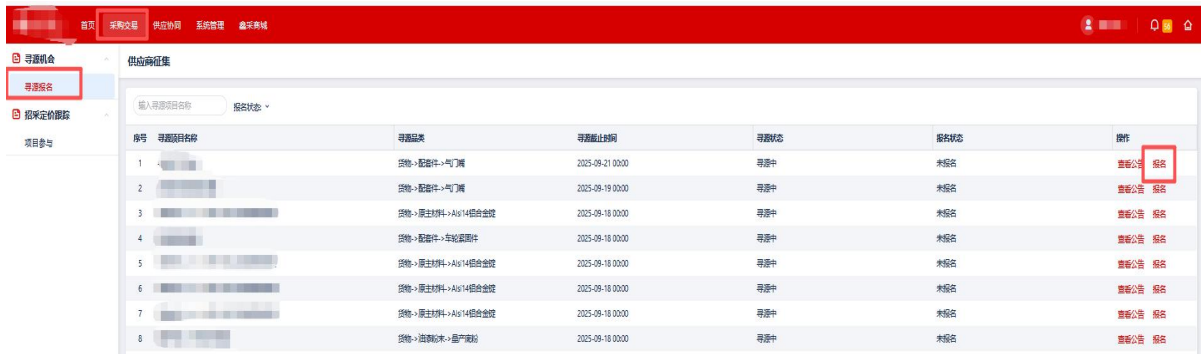 首页 采购交易 供应协同 系统管理 鑫采商城 56
寻源机会
寻源报名
招采定价跟踪
项目参与
供应商征集
输入寻源项目名称 报名状态:
序号 寻源项目名称 寻源品类 寻源截止时间 寻源状态 报名状态 操作
1 货物->配套件->气门嘴 2025-09-21 00:00 寻源中 未报名 查看公告 报名
2 货物->配套件->气门嘴 2025-09-19 00:00 寻源中 未报名 查看公告 报名
3 货物->原主材料->Alsi14铝合金锭 2025-09-18 00:00 寻源中 未报名 查看公告 报名
4 货物->配套件->车轮紧固件 2025-09-18 00:00 寻源中 未报名 查看公告 报名
5 货物->原主材料->Alsi14铝合金锭 2025-09-18 00:00 寻源中 未报名 查看公告 报名
6 货物->原主材料->Alsi14铝合金锭 2025-09-18 00:00 寻源中 未报名 查看公告 报名
7 货物->原主材料->Alsi14铝合金锭 2025-09-18 00:00 寻源中 未报名 查看公告 报名
8 货物->油漆粉末->量产底粉 2025-09-18 00:00 寻源中 未报名 查看公告 报名